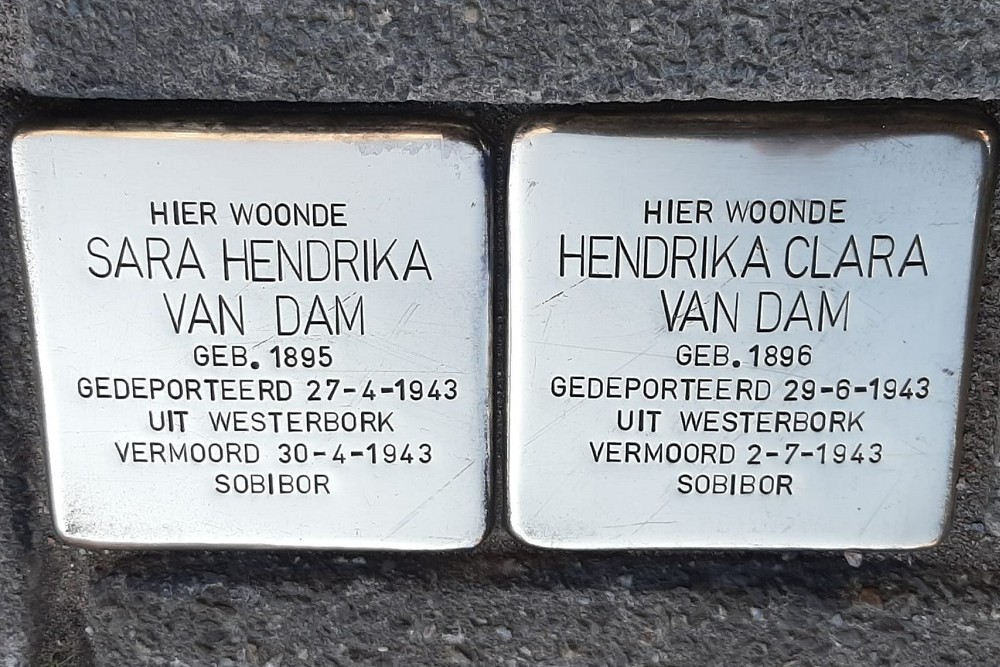 HIER WOONDE
SARA HENDRIKA
VAN DAM
GEB. 1895
GEDEPORTEERD 27-4-1943
UIT WESTERBORK
VERMOORD 30-4-1943
SOBIBOR
HIER WOONDE
HENDRIKA CLARA
VAN DAM
GEB. 1896
GEDEPORTEERD 29-6-1943
UIT WESTERBORK
VERMOORD 2-7-1943
SOBIBOR